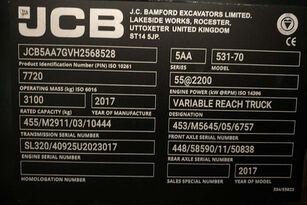 JCB
J.C. BAMFORD EXCAVATORS LIMITED.
LAKESIDE WORKS, ROCESTER,
UTTOXETER UNITED KINGDOM
ST14 5JP.
JCB5AA7GVH2568528 5AA 531-70
Product Identification Number (PIN) ISO 10261 MODEL
7720 55@2200
OPERATING MASS (kg) ISO 6016 ENGINE POWER (kW @RPM) ISO 14396
3100 2017 VARIABLE REACH TRUCK
RATED CAPACITY (kg) YEAR OF MANUFACTURE
455/M2911/03/10444 453/M5645/05/6757
TRANSMISSION SERIAL NUMBER FRONT AXLE SERIAL NUMBER
SL320/40925U2023017 448/58590/11/50838
ENGINE SERIAL NUMBER REAR AXLE SERIAL NUMBER
2017
HOMOLOGATION NUMBER SALES SPECIAL NUMBER MODEL YEAR